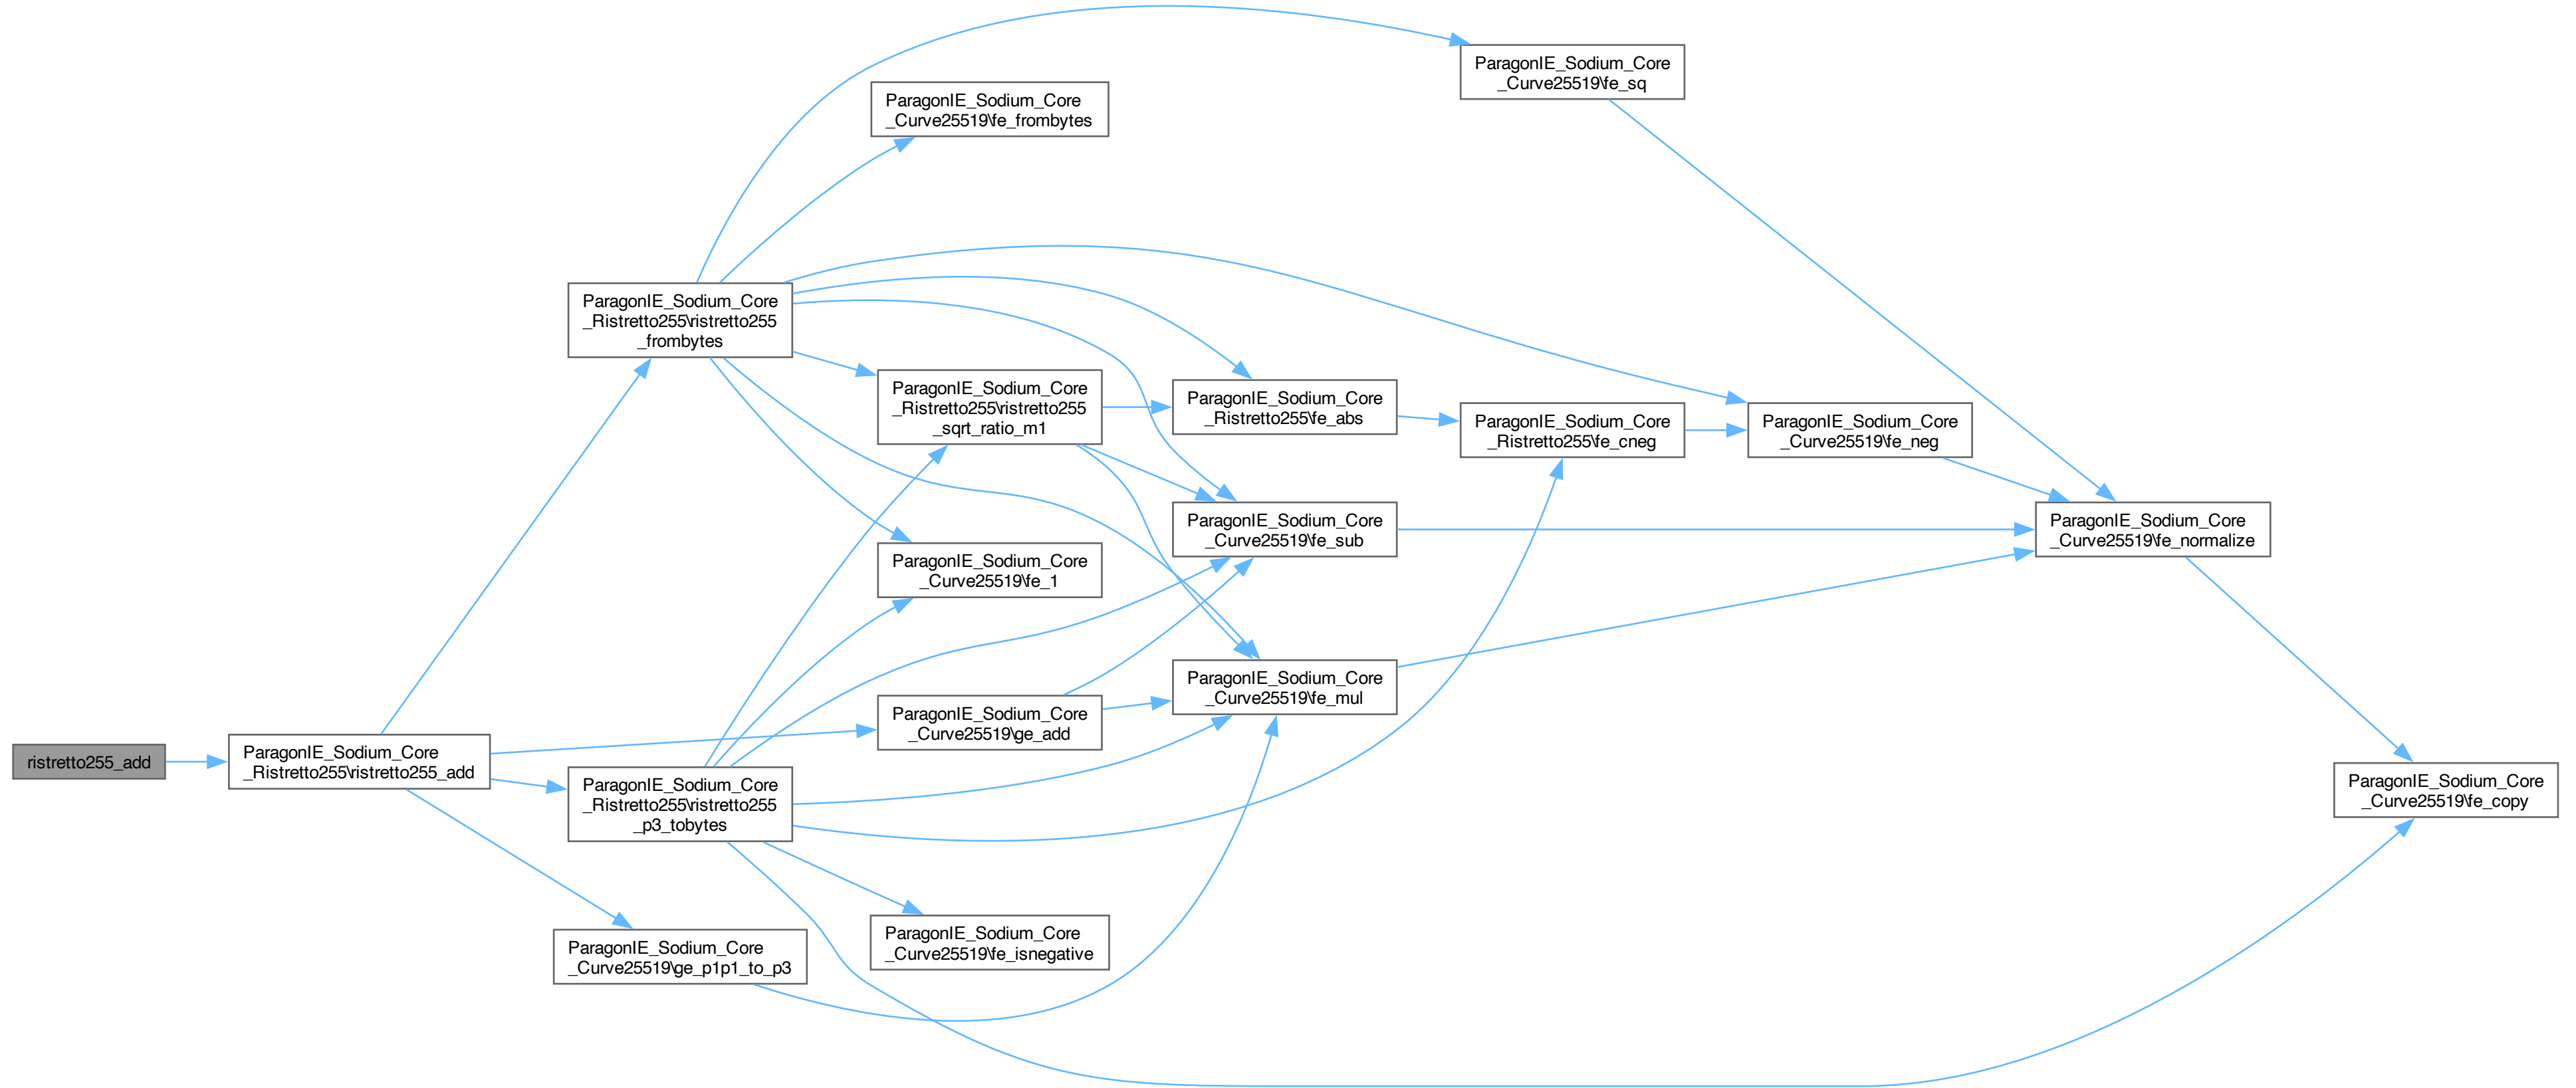 ParagonIE_Sodium_Core
_Curve25519\fe_sq
ParagonIE_Sodium_Core
_Curve25519\fe_frombytes
ParagonIE_Sodium_Core
_Ristretto255\ristretto255
_frombytes
ParagonIE_Sodium_Core
_Ristretto255\ristretto255
_sqrt_ratio_m1
ParagonIE_Sodium_Core
_Ristretto255\fe_abs
ParagonIE_Sodium_Core
_Ristretto255\fe_cneg
ParagonIE_Sodium_Core
_Curve25519\fe_neg
ParagonIE_Sodium_Core
_Curve25519\fe_sub
ParagonIE_Sodium_Core
_Curve25519\fe_normalize
ParagonIE_Sodium_Core
_Curve25519\fe_1
ParagonIE_Sodium_Core
_Curve25519\fe_mul
ParagonIE_Sodium_Core
_Curve25519\ge_add
ristretto255_add
ParagonIE_Sodium_Core
_Ristretto255\ristretto255_add
ParagonIE_Sodium_Core
_Ristretto255\ristretto255
_p3_tobytes
ParagonIE_Sodium_Core
_Curve25519\fe_copy
ParagonIE_Sodium_Core
_Curve25519\fe_isnegative
ParagonIE_Sodium_Core
_Curve25519\ge_p1p1_to_p3